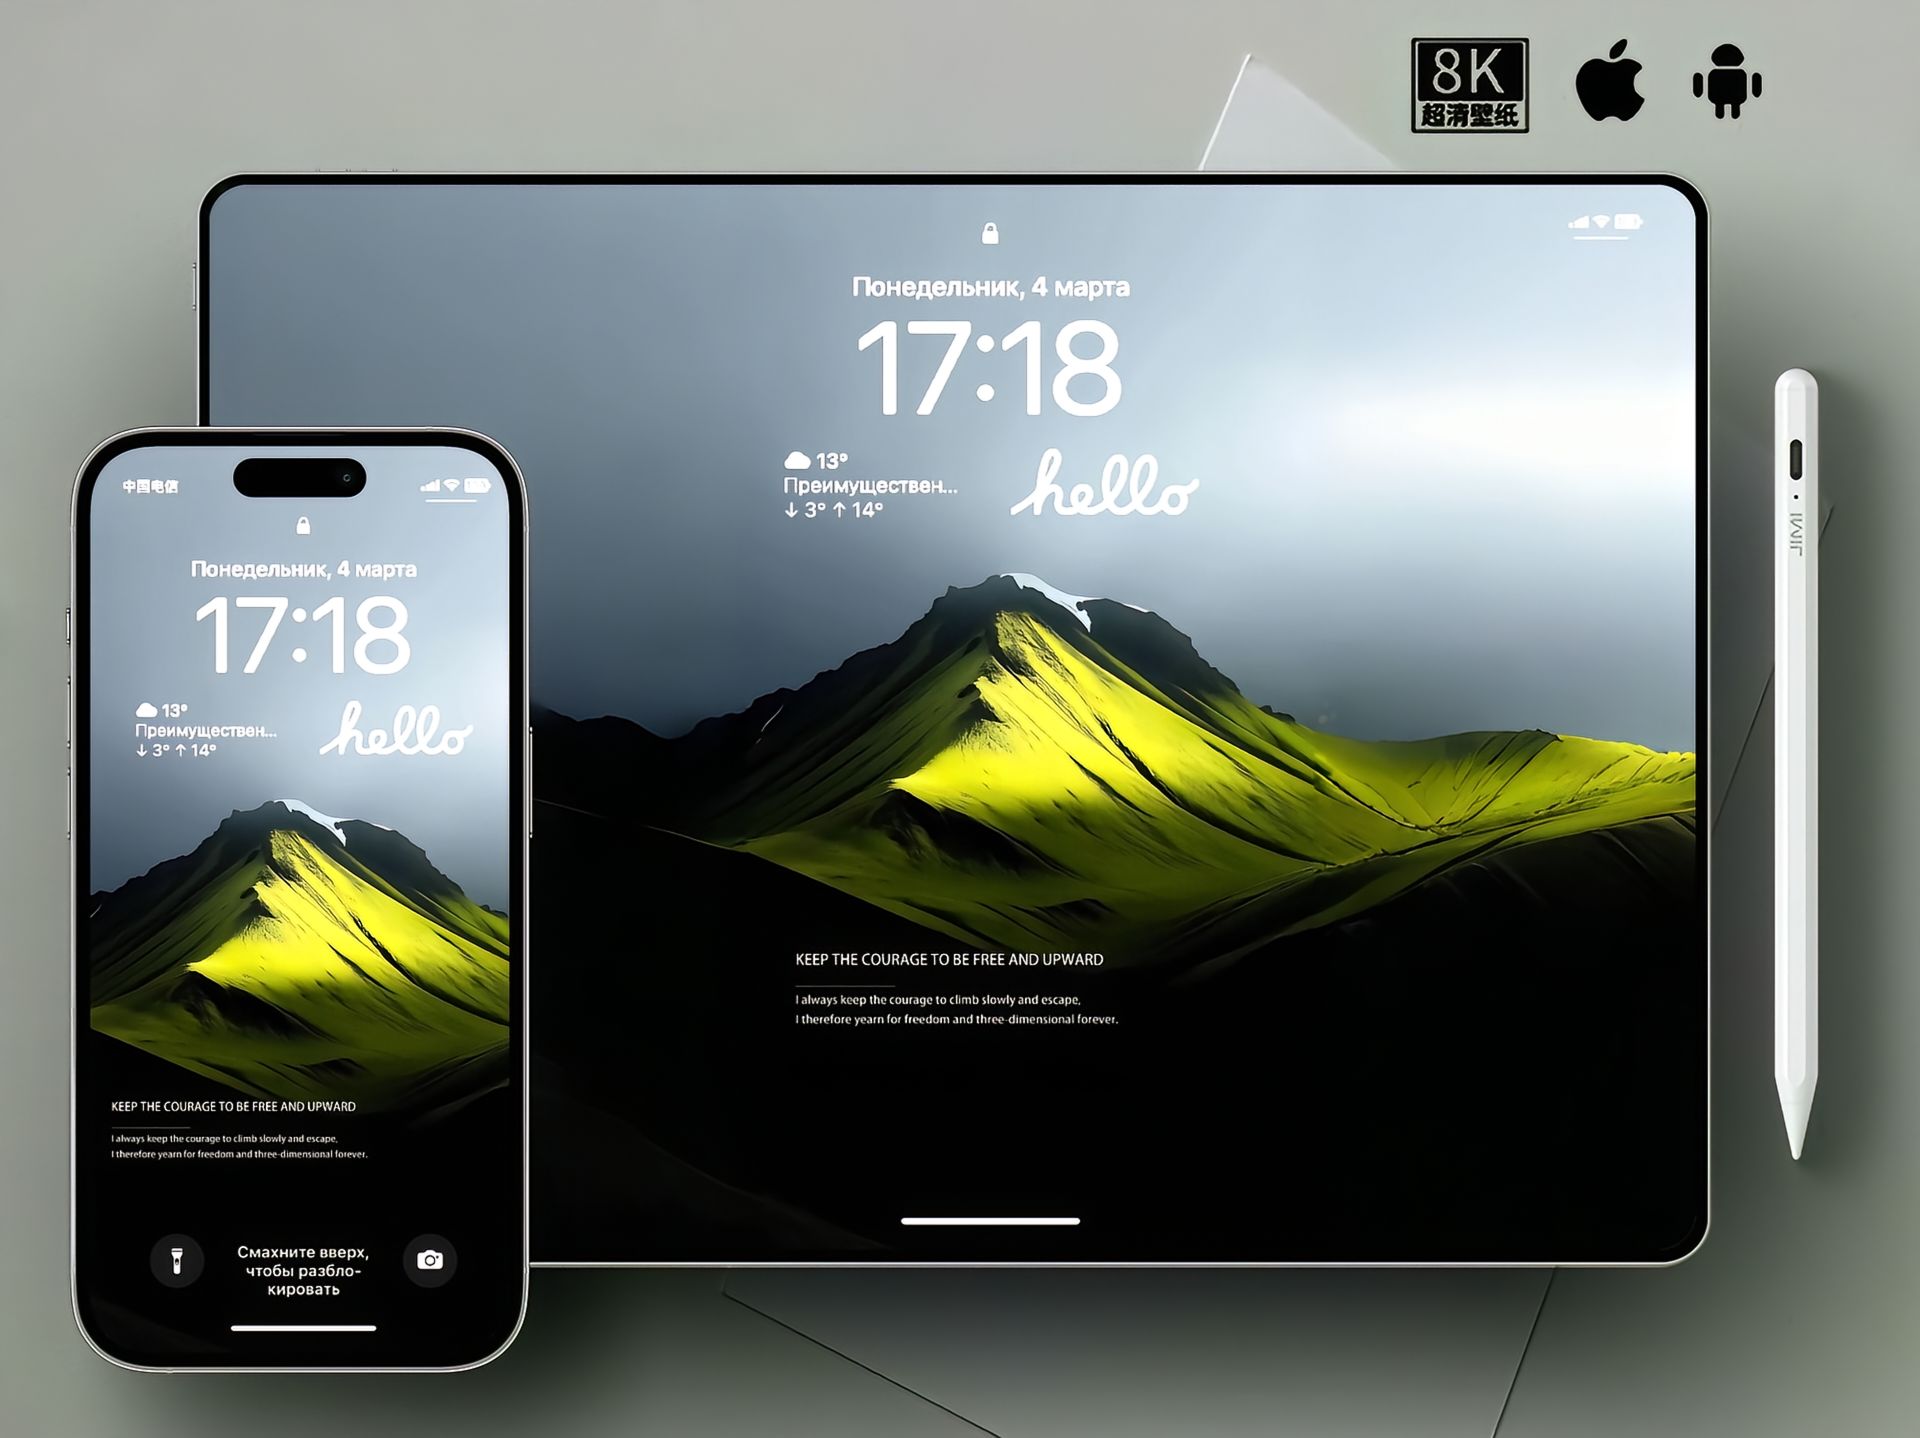 8K
超清壁纸
Понедельник, 4 марта
17:18
13°
Преимуществен...
↓ 3° ↑ 14°
hello
KEEP THE COURAGE TO BE FREE AND UPWARD
I always keep the courage to climb slowly and escape,
I therefore yearn for freedom and three-dimensional forever.
中国电信
Понедельник, 4 марта
17:18
13°
Преимуществен...
↓ 3° ↑ 14°
hello
KEEP THE COURAGE TO BE FREE AND UPWARD
I always keep the courage to climb slowly and escape,
I therefore yearn for freedom and three-dimensional forever.
Смахните вверх,
чтобы разбло-
кировать